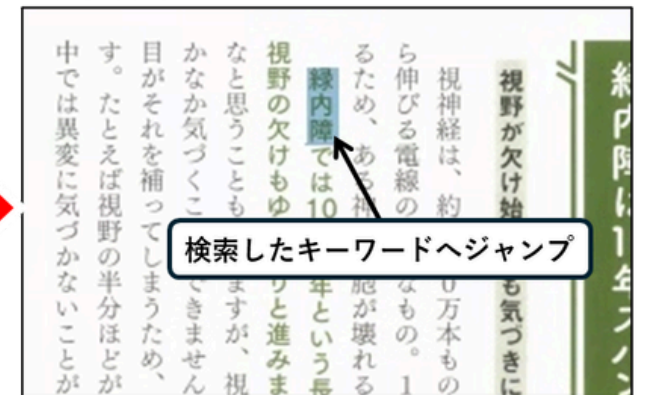 緑内障は1年スパン
視野が欠け始も気づきに
視神経は、約0万本もの
ら伸びる電線のなもの。1
るため、ある神胞が壊れる
緑内障では10年という長
視野の欠けもゆりと進みま
なと思うこともますが、視
かなか気づくこできません
目がそれを補ってしまうため、
す。たとえば視野の半分ほどが
中では異変に気づかないことが
検索したキーワードへジャンプ